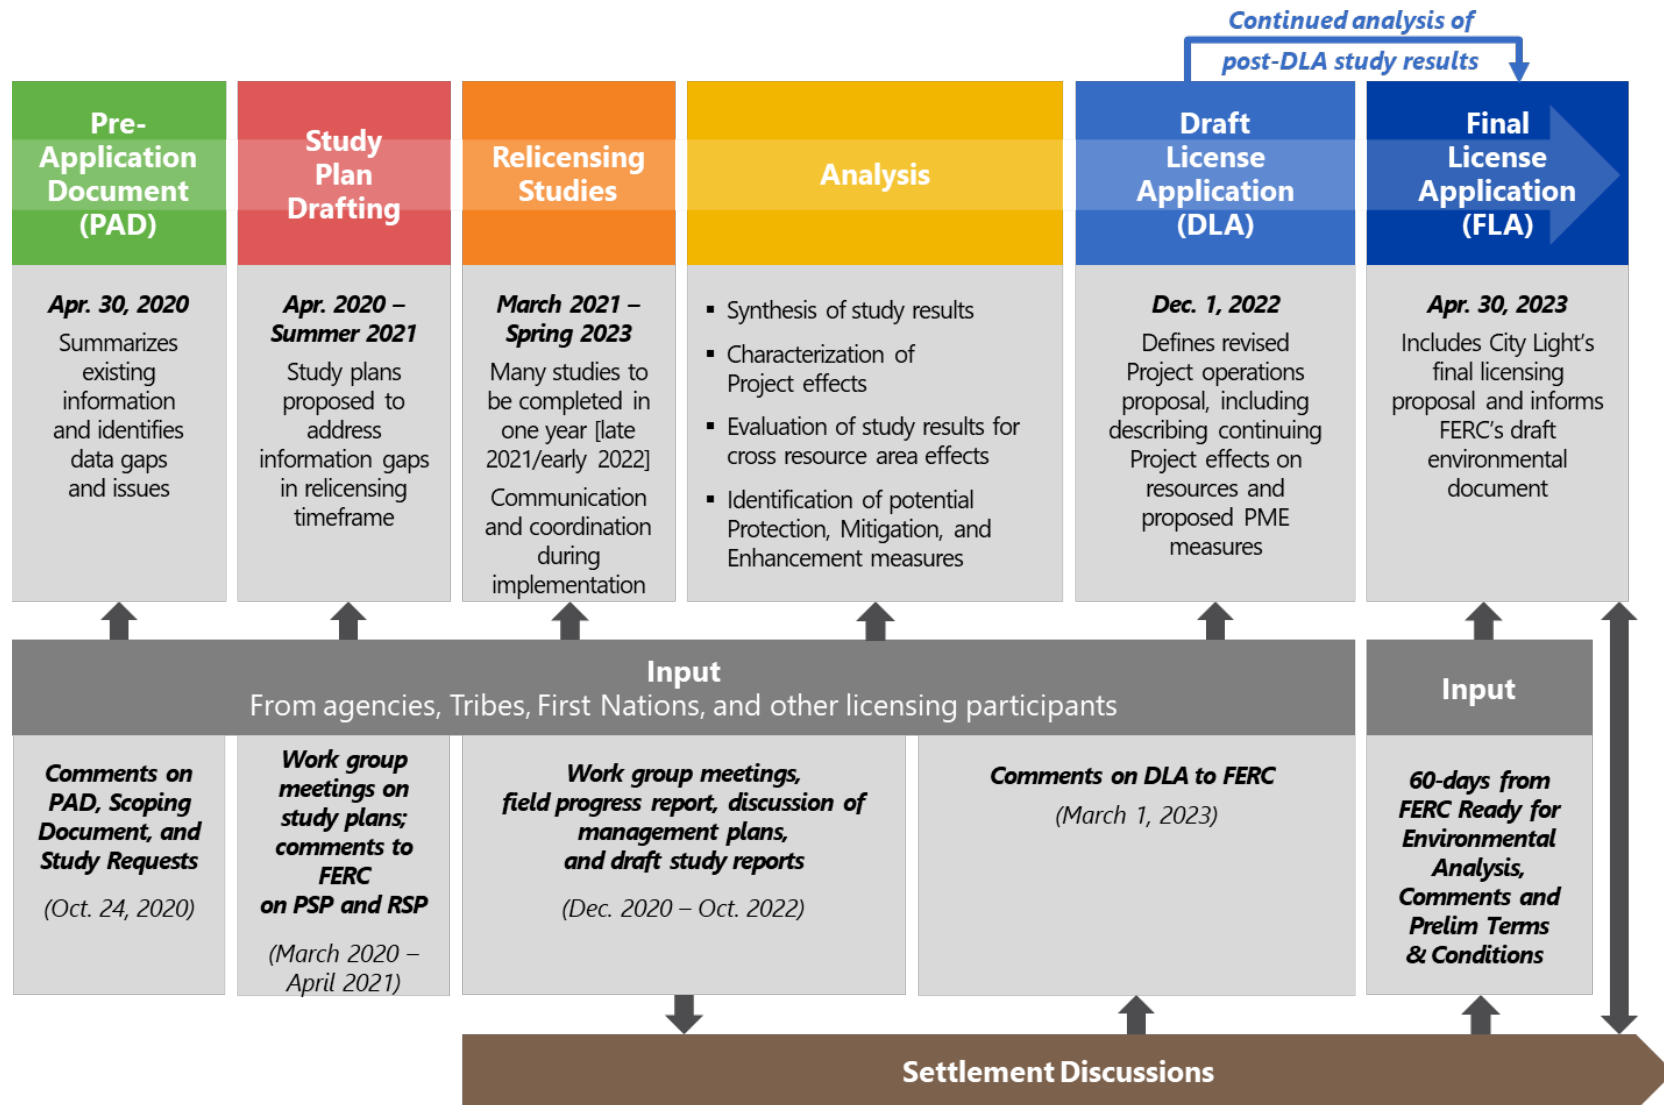 Continued analysis of
post-DLA study results
Pre-
Application
Document
(PAD)
Study
Plan
Drafting
Relicensing
Studies
Analysis
Draft
License
Application
(DLA)
Final
License
Application
(FLA)
Apr. 30, 2020
Summarizes
existing
information
and identifies
data gaps
and issues
Apr. 2020 –
Summer 2021
Study plans
proposed to
address
information gaps
in relicensing
timeframe
March 2021 –
Spring 2023
Many studies to
be completed in
one year [late
2021/early 2022]
Communication
and coordination
during
implementation
▪ Synthesis of study results
▪ Characterization of
Project effects
▪ Evaluation of study results for
cross resource area effects
▪ Identification of potential
Protection, Mitigation, and
Enhancement measures
Dec. 1, 2022
Defines revised
Project operations
proposal, including
describing continuing
Project effects on
resources and
proposed PME
measures
Apr. 30, 2023
Includes City Light's
final licensing
proposal and informs
FERC's draft
environmental
document
Input
From agencies, Tribes, First Nations, and other licensing participants
Input
Comments on
PAD, Scoping
Document, and
Study Requests
(Oct. 24, 2020)
Work group
meetings on
study plans;
comments to
FERC
on PSP and RSP
(March 2020 –
April 2021)
Work group meetings,
field progress report, discussion of
management plans,
and draft study reports
(Dec. 2020 – Oct. 2022)
Comments on DLA to FERC
(March 1, 2023)
60-days from
FERC Ready for
Environmental
Analysis,
Comments and
Prelim Terms
& Conditions
Settlement Discussions